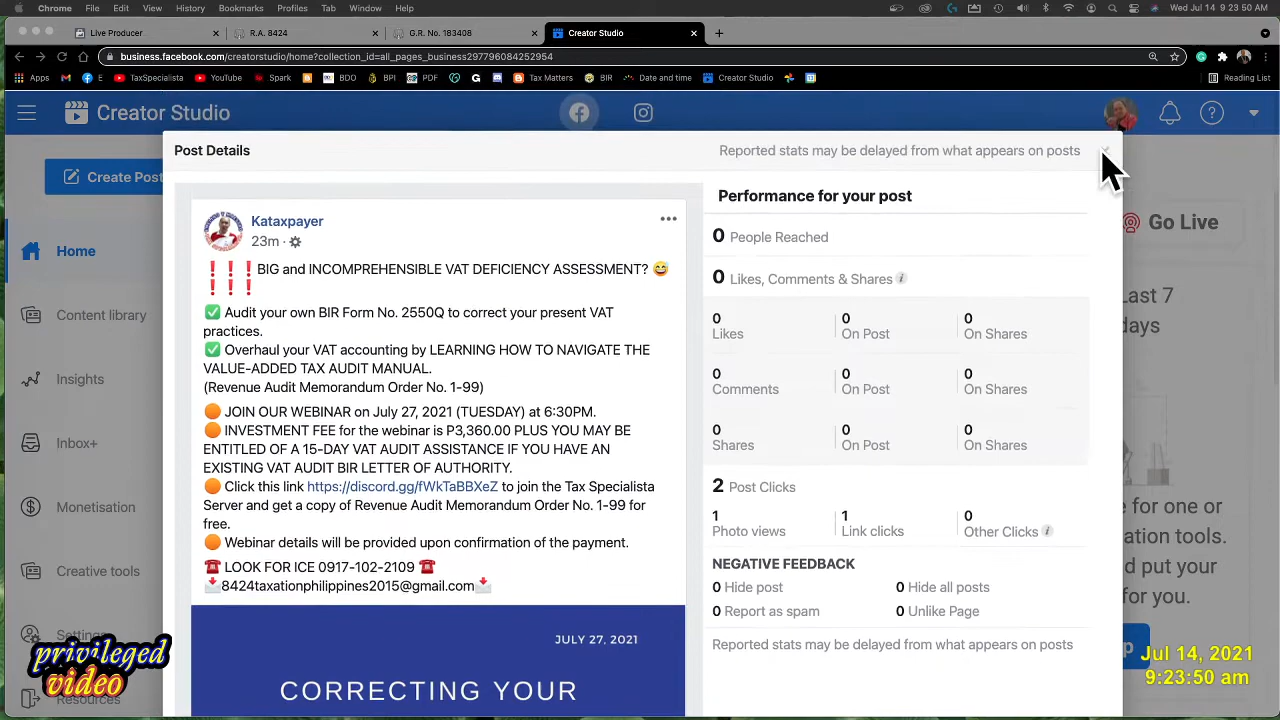 Chrome File Edit View History Bookmarks Profiles Tab Window Help Wed Jul 14 9:23:50 AM
Live Producer × R.A. 8424 × G.R. No. 183408 × Creator Studio × +
business.facebook.com/creatorstudio/home?collection_id=all_pages_business297796084252954
Apps E TaxSpecialista YouTube Spark BDO BPI PDF Tax Matters BIR Date and time Creator Studio Reading List
Creator Studio
Post Details
Reported stats may be delayed from what appears on posts
Create Post
Home
Content library
Insights
Inbox+
Monetisation
Creative tools
Settings
Resources
Kataxpayer
23m
❗❗❗BIG and INCOMPREHENSIBLE VAT DEFICIENCY ASSESSMENT? 😅
❗❗❗
✅ Audit your own BIR Form No. 2550Q to correct your present VAT
practices.
✅ Overhaul your VAT accounting by LEARNING HOW TO NAVIGATE THE
VALUE-ADDED TAX AUDIT MANUAL.
(Revenue Audit Memorandum Order No. 1-99)
🟠 JOIN OUR WEBINAR on July 27, 2021 (TUESDAY) at 6:30PM.
🟠 INVESTMENT FEE for the webinar is P3,360.00 PLUS YOU MAY BE
ENTITLED OF A 15-DAY VAT AUDIT ASSISTANCE IF YOU HAVE AN
EXISTING VAT AUDIT BIR LETTER OF AUTHORITY.
🟠 Click this link https://discord.gg/fWkTaBBXeZ to join the Tax Specialista
Server and get a copy of Revenue Audit Memorandum Order No. 1-99 for
free.
🟠 Webinar details will be provided upon confirmation of the payment.
☎️ LOOK FOR ICE 0917-102-2109 ☎️
📩8424taxationphilippines2015@gmail.com📩
JULY 27, 2021
CORRECTING YOUR
Performance for your post
0 People Reached
0 Likes, Comments & Shares
0 0 0
Likes On Post On Shares
0 0 0
Comments On Post On Shares
0 0 0
Shares On Post On Shares
2 Post Clicks
1 1 0
Photo views Link clicks Other Clicks
NEGATIVE FEEDBACK
0 Hide post 0 Hide all posts
0 Report as spam 0 Unlike Page
Reported stats may be delayed from what appears on posts
Go Live
Last 7
days
e for one or
ation tools.
d put your
for you.
p
privileged
video
Jul 14, 2021
9:23:50 am